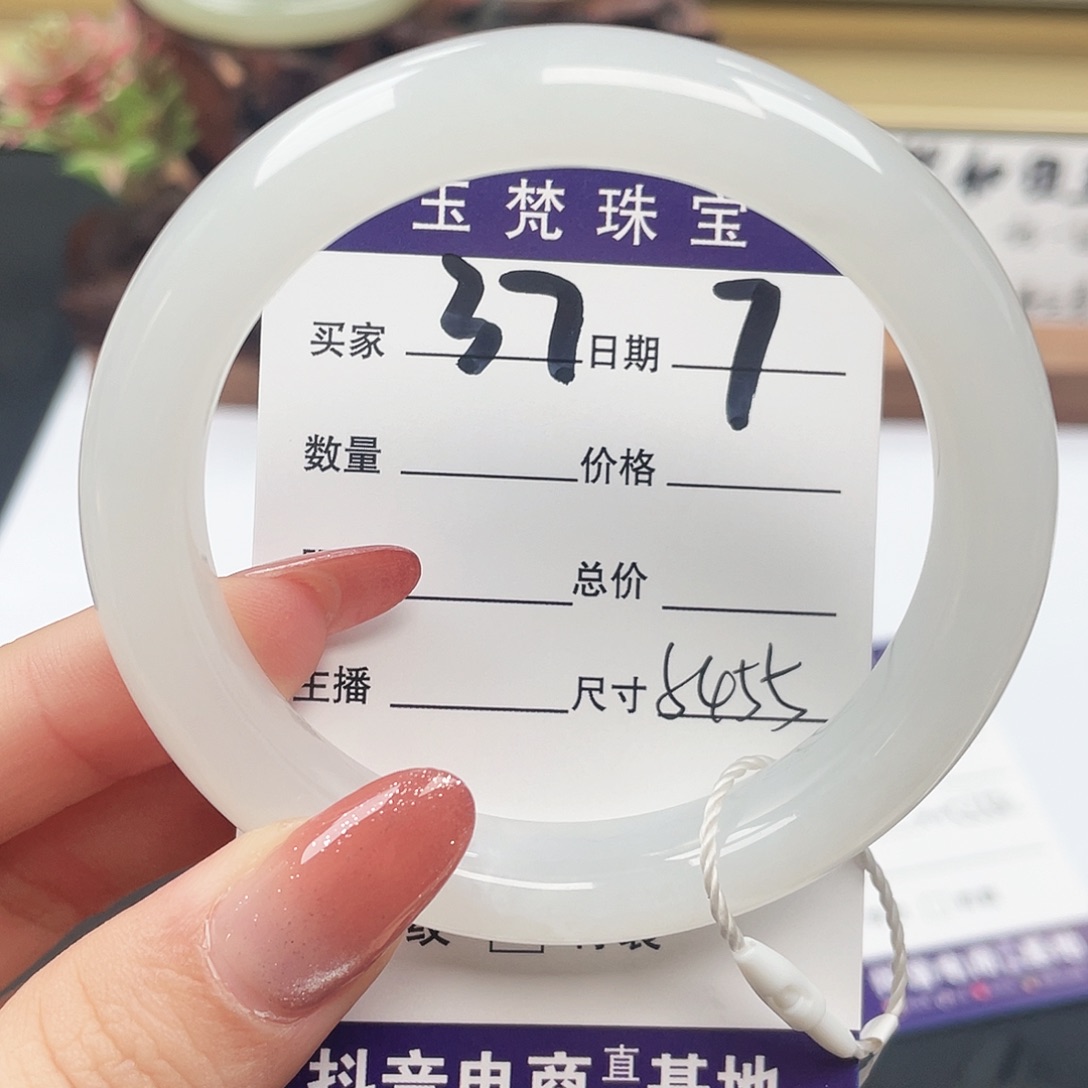 玉梵珠宝
买家 37 日期 7
数量 价格
总价
主播 尺寸 5455
抖音电商直基地